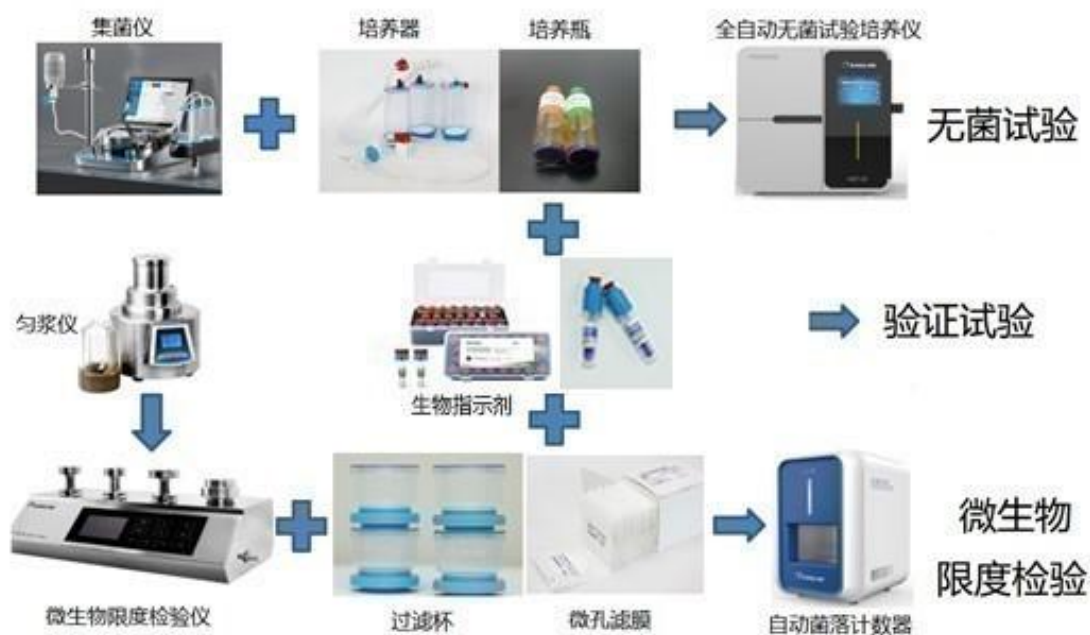 集菌仪
培养器
培养瓶
全自动无菌试验培养仪
无菌试验
匀浆仪
生物指示剂
验证试验
微生物限度检验仪
过滤杯
微孔滤膜
自动菌落计数器
微生物
限度检验